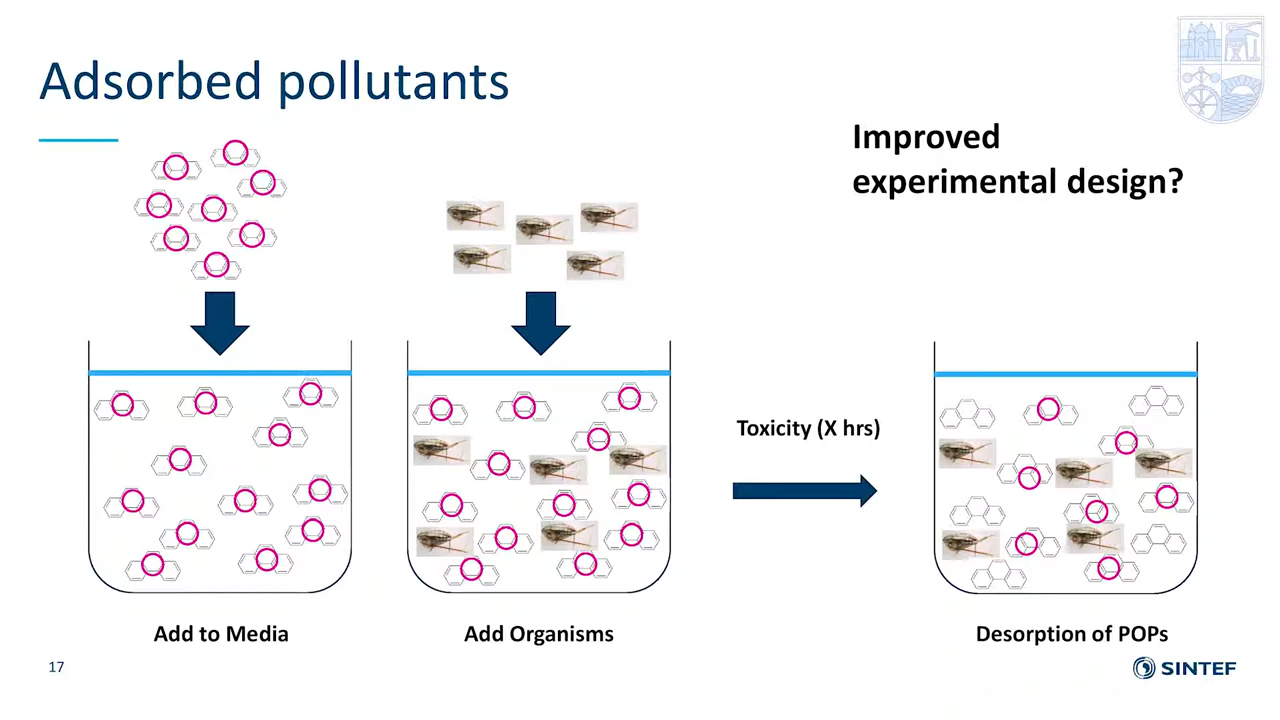 Adsorbed pollutants
Improved
experimental design?
Toxicity (X hrs)
Add to Media
Add Organisms
Desorption of POPs
17
SINTEF